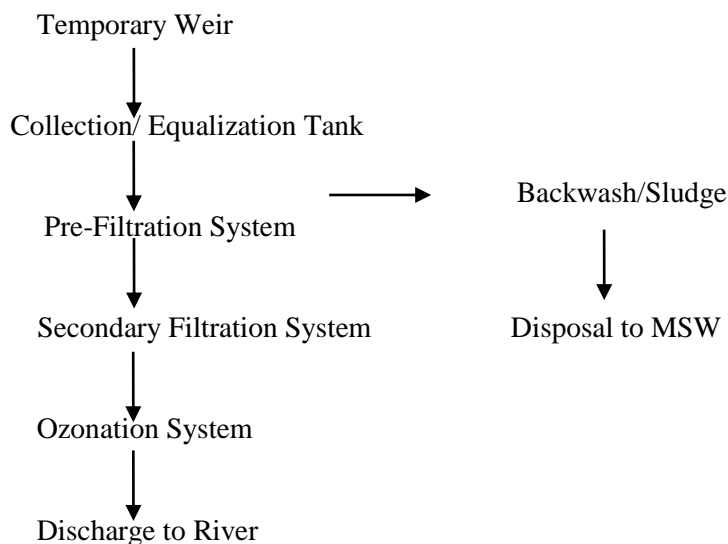 Temporary Weir
Collection/ Equalization Tank
Pre-Filtration System
Backwash/Sludge
Secondary Filtration System
Disposal to MSW
Ozonation System
Discharge to River